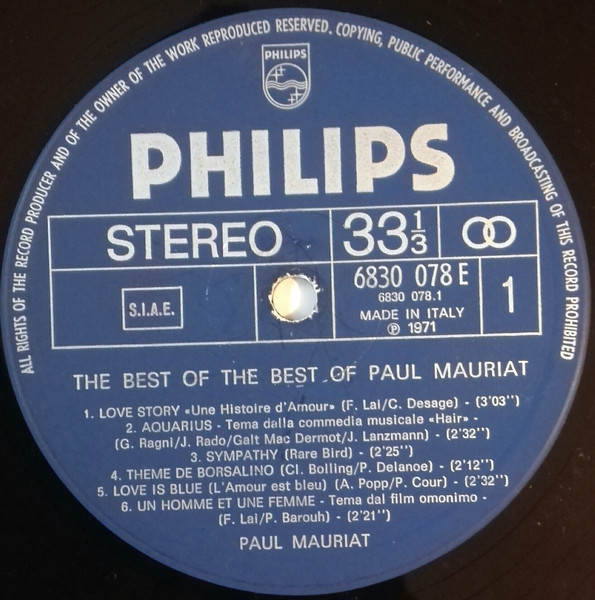 ALL RIGHTS OF THE RECORD PRODUCER AND OF THE OWNER OF THE WORK REPRODUCED RESERVED. COPYING, PUBLIC PERFORMANCE AND BROADCASTING OF THIS RECORD PROHIBITED
PHILIPS
PHILIPS
STEREO
33 1/3
S.I.A.E.
6830 078 E
6830 078.1
MADE IN ITALY
℗ 1971
1
THE BEST OF THE BEST OF PAUL MAURIAT
1. LOVE STORY «Une Histoire d'Amour» (F. Lai/C. Desage) - (3'03'')
2. AQUARIUS - Tema dalla commedia musicale «Hair» -
(G. Ragni/J. Rado/Galt Mac Dermot/J. Lanzmann) - (2'32'')
3. SYMPATHY (Rare Bird) - (2'25'')
4. THEME DE BORSALINO (Cl. Bolling/P. Delanoe) - (2'12'')
5. LOVE IS BLUE (L'Amour est bleu) (A. Popp/P. Cour) - (2'32'')
6. UN HOMME ET UNE FEMME - Tema dal film omonimo -
(F. Lai/P. Barouh) - (2'21'')
PAUL MAURIAT